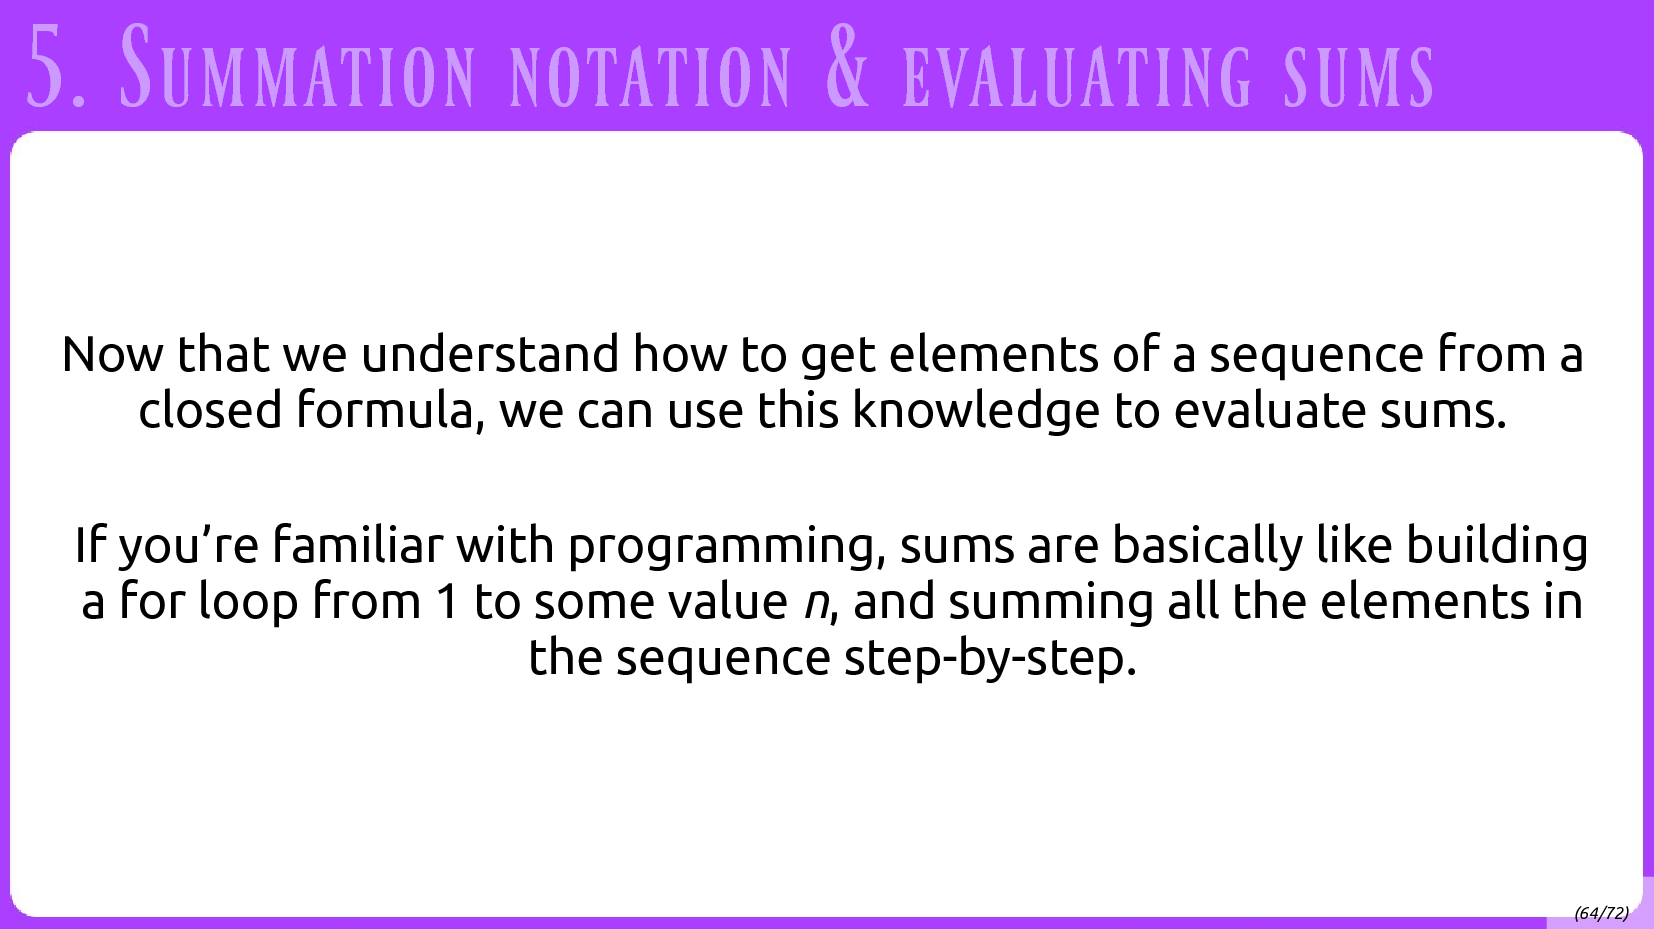 5. Summation notation & evaluating sums
Now that we understand how to get elements of a sequence from a
closed formula, we can use this knowledge to evaluate sums.
If you’re familiar with programming, sums are basically like building
a for loop from 1 to some value n, and summing all the elements in
the sequence step-by-step.
(64/72)